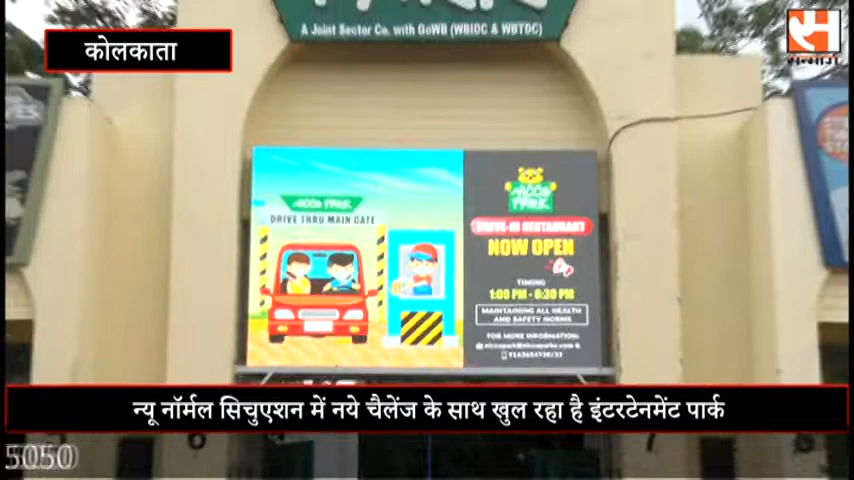 A Joint Sector Co. with GoWB (WBIDC & WBTDC)
कोलकाता
सन्मार्ग
NICCO PARK
DRIVE THRU MAIN GATE
NICCO PARK
DRIVE-IN RESTAURANT
NOW OPEN
TIMING
1:00 PM - 8:30 PM
MAINTAINING ALL HEALTH
AND SAFETY NORMS
FOR MORE INFORMATION:
न्यू नॉर्मल सिचुएशन में नये चैलेंज के साथ खुल रहा है इंटरटेनमेंट पार्क